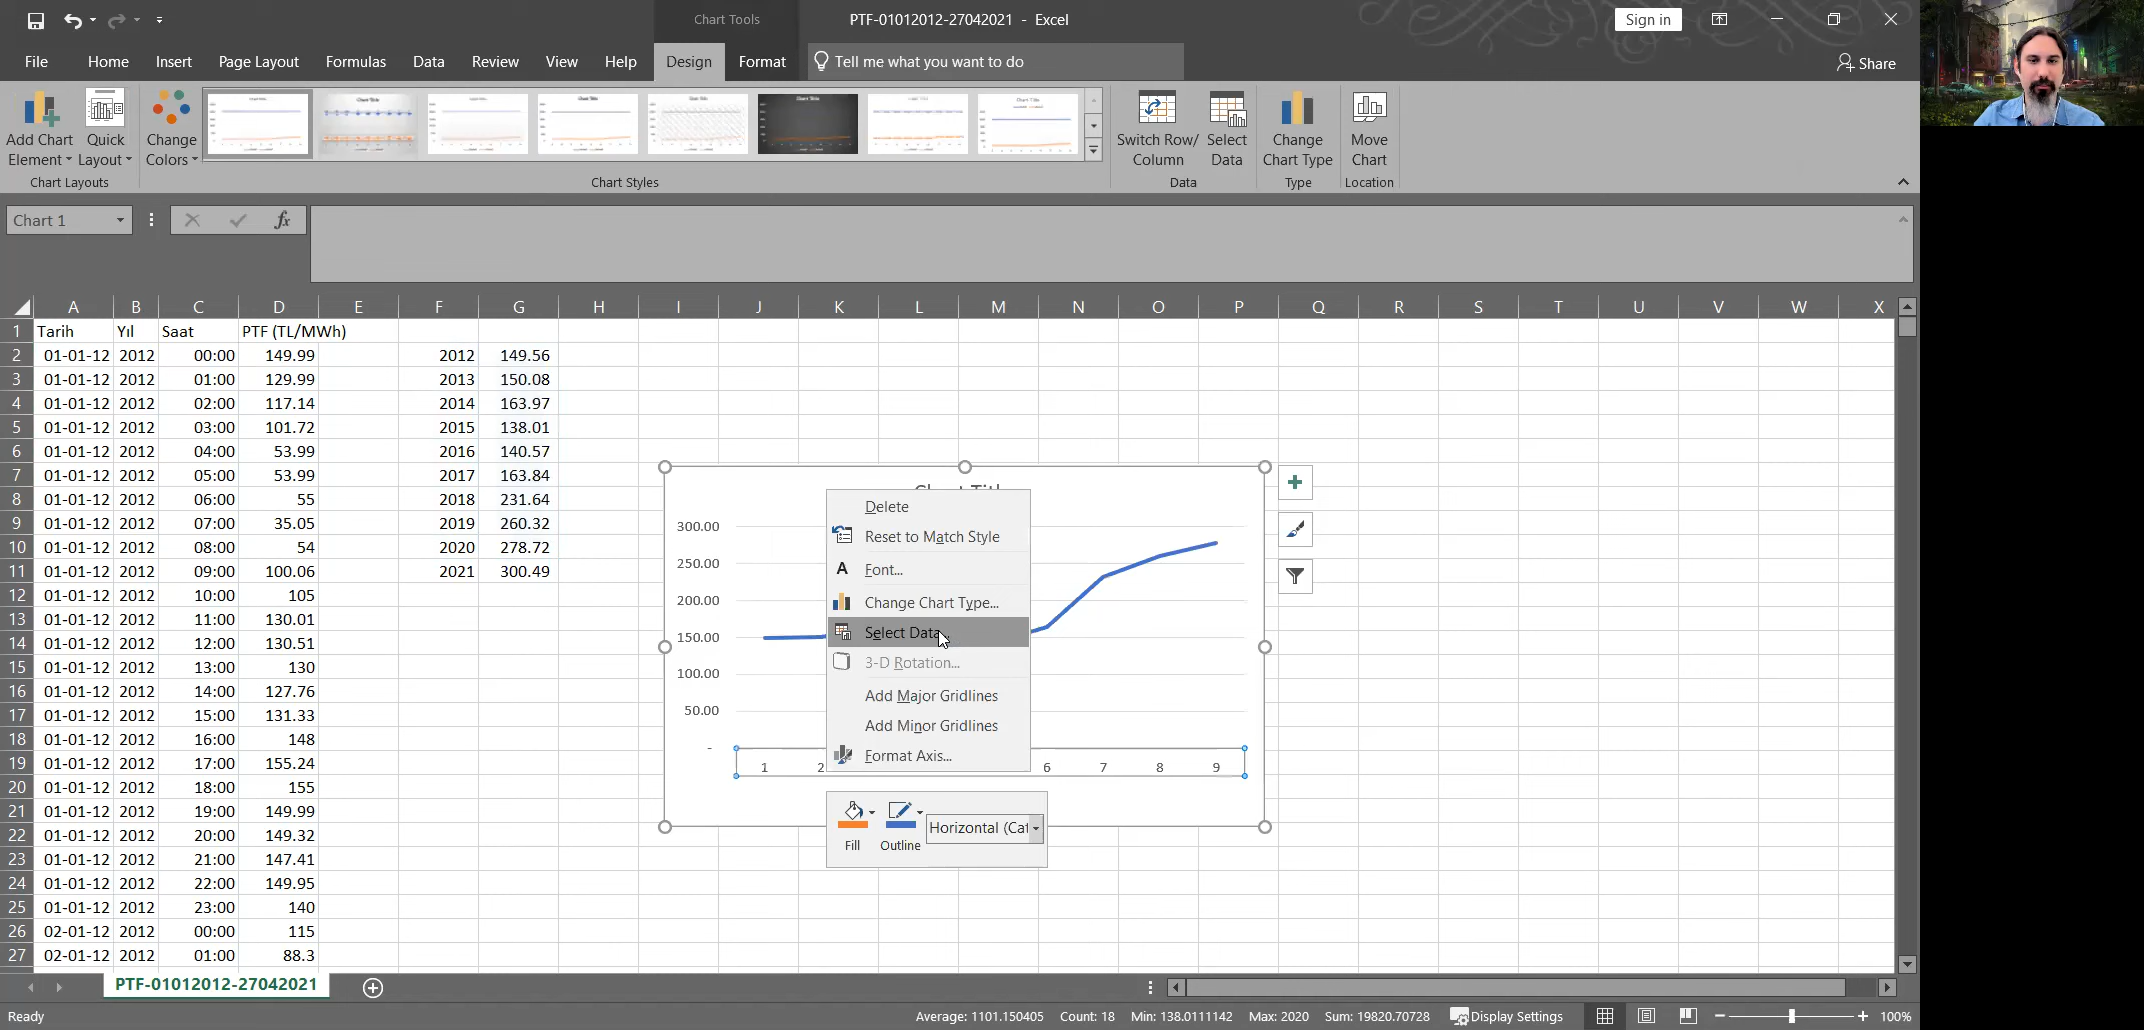 Chart Tools
PTF-01012012-27042021 - Excel
Sign in
File Home Insert Page Layout Formulas Data Review View Help Design Format Tell me what you want to do Share
Add Chart Element
Quick Layout
Chart Layouts
Change Colors
Chart Styles
Switch Row/ Column
Select Data
Data
Change Chart Type
Type
Move Chart
Location
Chart 1
fx
A B C D E F G H I J K L M N O P Q R S T U V W X
1 Tarih Yıl Saat PTF (TL/MWh)
2 01-01-12 2012 00:00 149.99 2012 149.56
3 01-01-12 2012 01:00 129.99 2013 150.08
4 01-01-12 2012 02:00 117.14 2014 163.97
5 01-01-12 2012 03:00 101.72 2015 138.01
6 01-01-12 2012 04:00 53.99 2016 140.57
7 01-01-12 2012 05:00 53.99 2017 163.84
8 01-01-12 2012 06:00 55 2018 231.64
9 01-01-12 2012 07:00 35.05 2019 260.32
10 01-01-12 2012 08:00 54 2020 278.72
11 01-01-12 2012 09:00 100.06 2021 300.49
12 01-01-12 2012 10:00 105
13 01-01-12 2012 11:00 130.01
14 01-01-12 2012 12:00 130.51
15 01-01-12 2012 13:00 130
16 01-01-12 2012 14:00 127.76
17 01-01-12 2012 15:00 131.33
18 01-01-12 2012 16:00 148
19 01-01-12 2012 17:00 155.24
20 01-01-12 2012 18:00 155
21 01-01-12 2012 19:00 149.99
22 01-01-12 2012 20:00 149.32
23 01-01-12 2012 21:00 147.41
24 01-01-12 2012 22:00 149.95
25 01-01-12 2012 23:00 140
26 02-01-12 2012 00:00 115
27 02-01-12 2012 01:00 88.3
Chart Title
300.00
250.00
200.00
150.00
100.00
50.00
-
1 2 6 7 8 9
Delete
Reset to Match Style
Font...
Change Chart Type...
Select Data...
3-D Rotation...
Add Major Gridlines
Add Minor Gridlines
Format Axis...
Fill Outline Horizontal (Cat
PTF-01012012-27042021
Ready Average: 1101.150405 Count: 18 Min: 138.0111142 Max: 2020 Sum: 19820.70728 Display Settings 100%